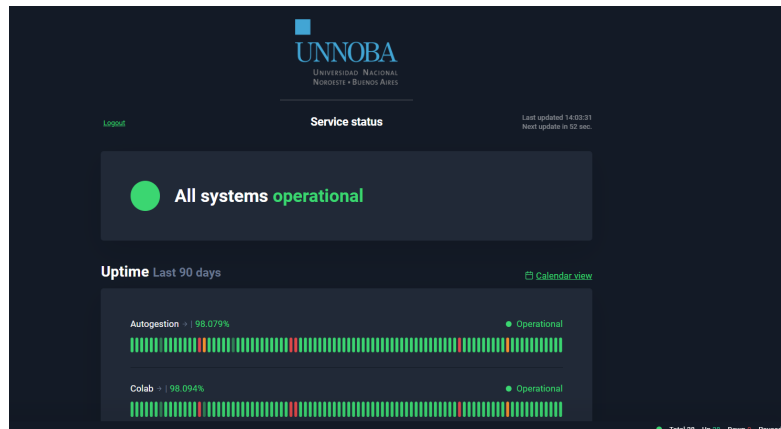 UNNOBA
UNIVERSIDAD NACIONAL
NOROESTE • BUENOS AIRES
Logout
Service status
Last updated 14:03:31
Next update in 52 sec.
All systems operational
Uptime Last 90 days
Calendar view
Autogestion → | 98.079%
Operational
Colab → | 98.094%
Operational